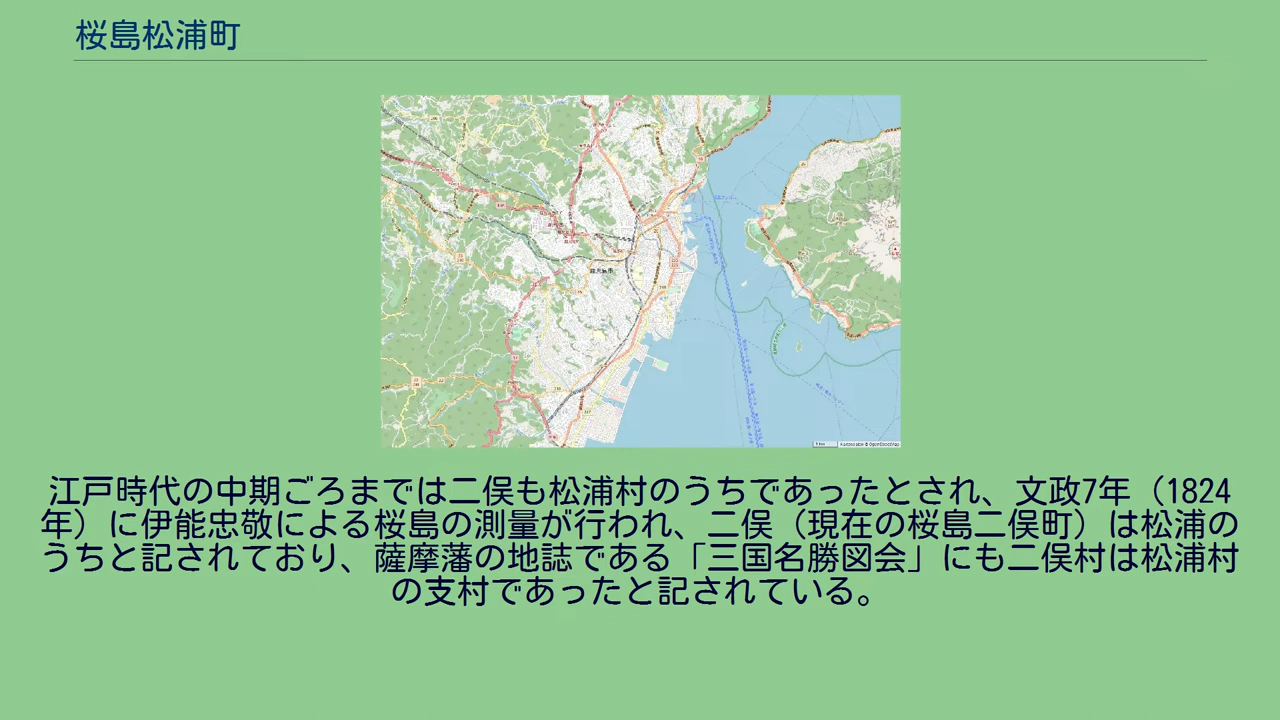 桜島松浦町
鹿児島市
江戸時代の中期ごろまでは二俣も松浦村のうちであったとされ、文政7年（1824
年）に伊能忠敬による桜島の測量が行われ、二俣（現在の桜島二俣町）は松浦の
うちと記されており、薩摩藩の地誌である「三国名勝図会」にも二俣村は松浦村
の支村であったと記されている。